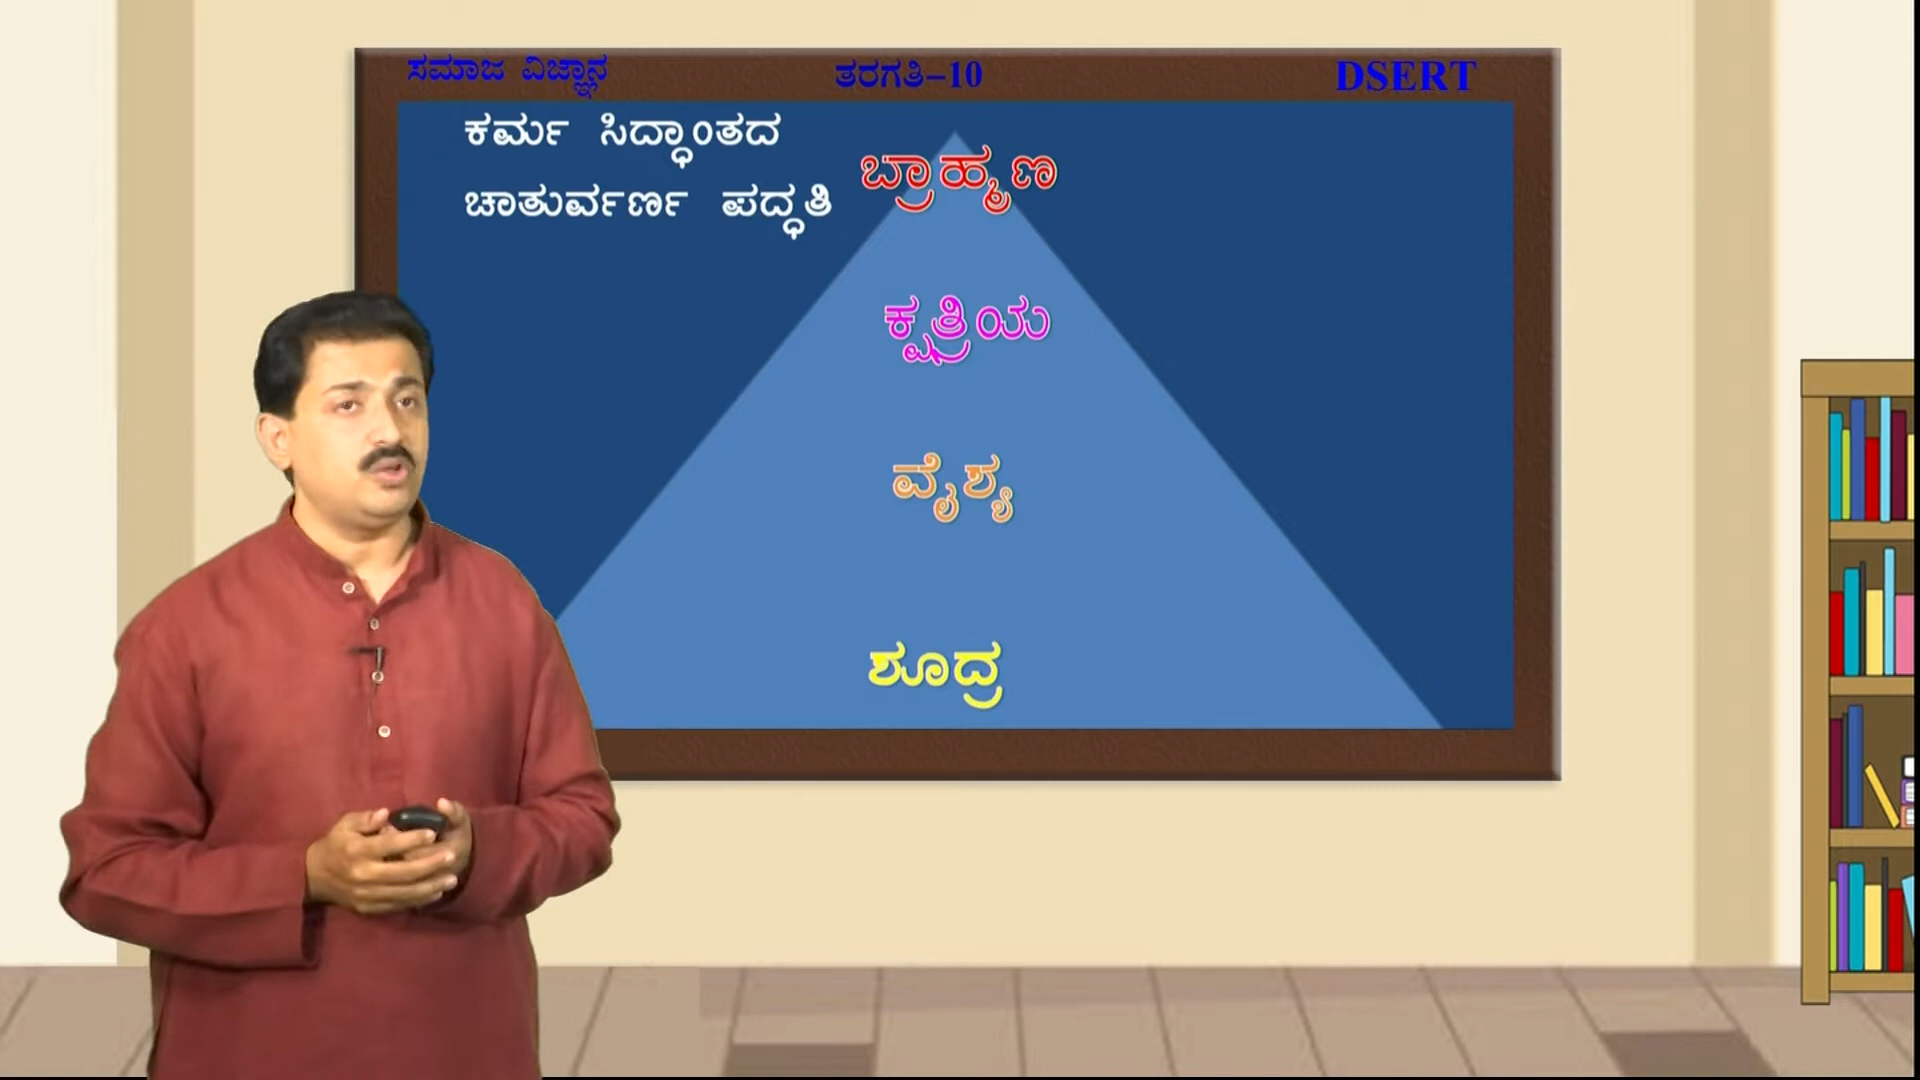 ಸಮಾಜ ವಿಜ್ಞಾನ
ತರಗತಿ-10
DSERT
ಕರ್ಮ ಸಿದ್ಧಾಂತದ
ಚಾತುರ್ವರ್ಣ ಪದ್ಧತಿ
ಬ್ರಾಹ್ಮಣ
ಕ್ಷತ್ರಿಯ
ವೈಶ್ಯ
ಶೂದ್ರ